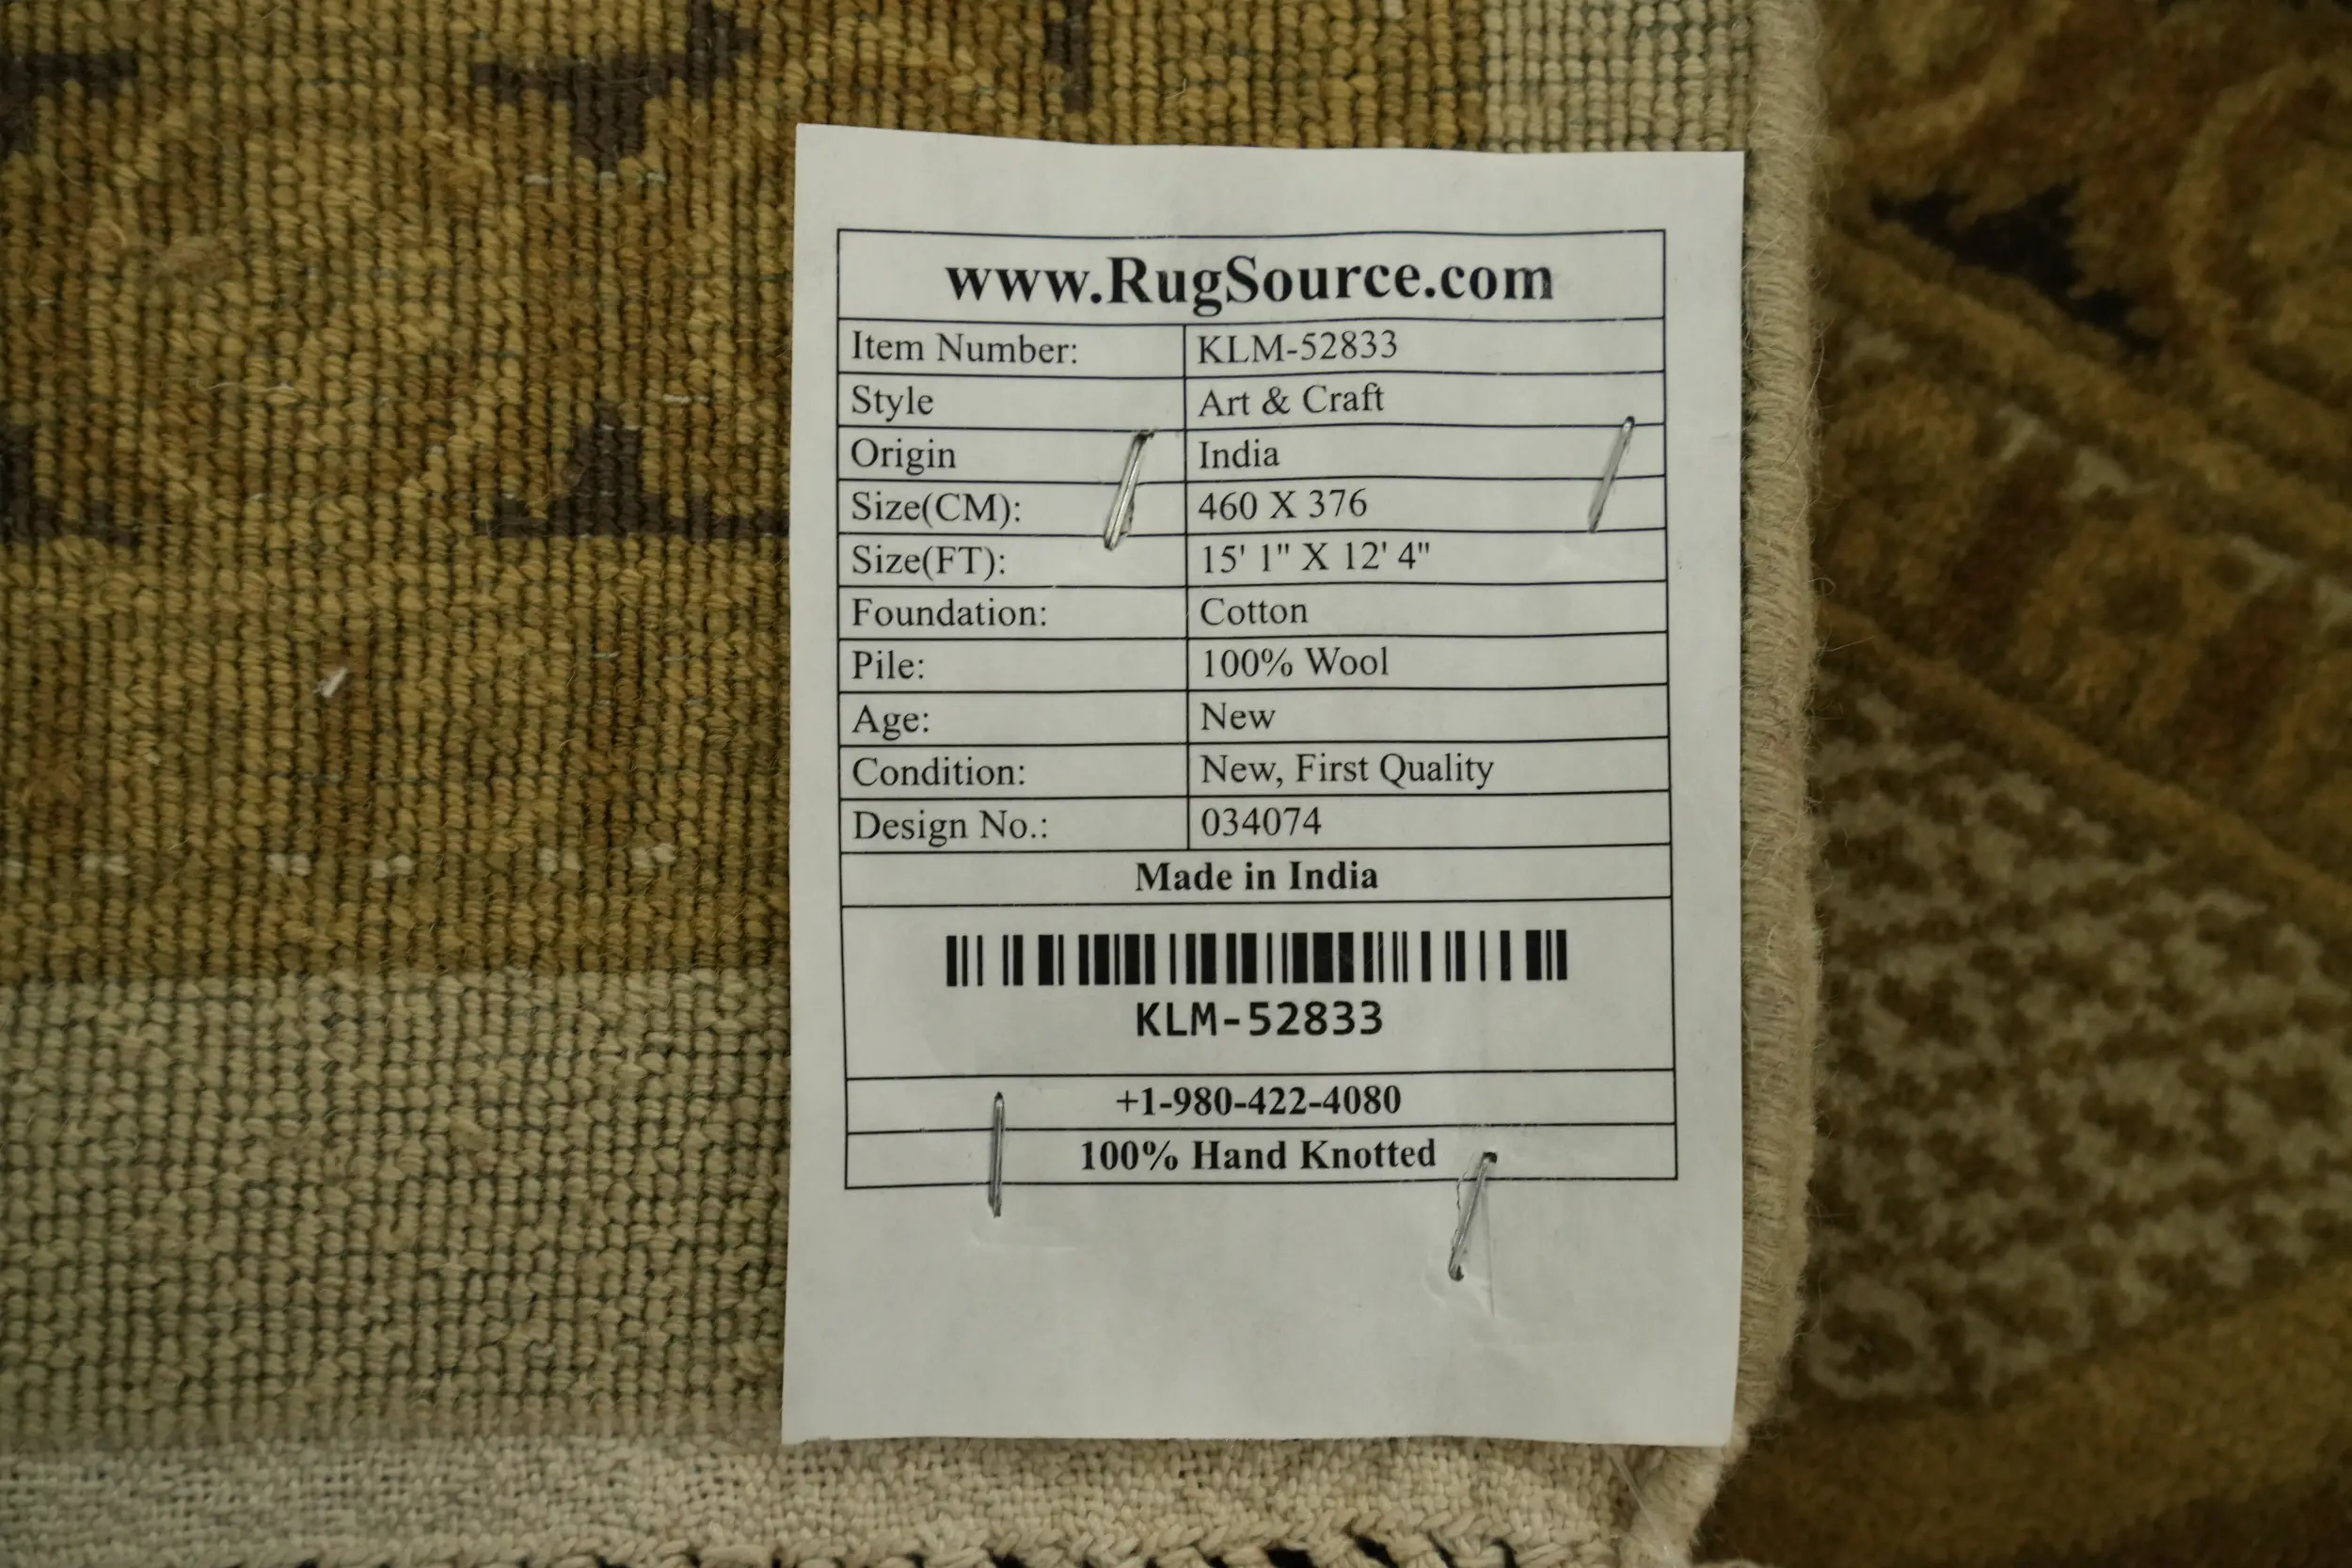 www.RugSource.com
Item Number: KLM-52833
Style Art & Craft
Origin India
Size(CM): 460 X 376
Size(FT): 15' 1" X 12' 4"
Foundation: Cotton
Pile: 100% Wool
Age: New
Condition: New, First Quality
Design No.: 034074
Made in India
KLM-52833
+1-980-422-4080
100% Hand Knotted